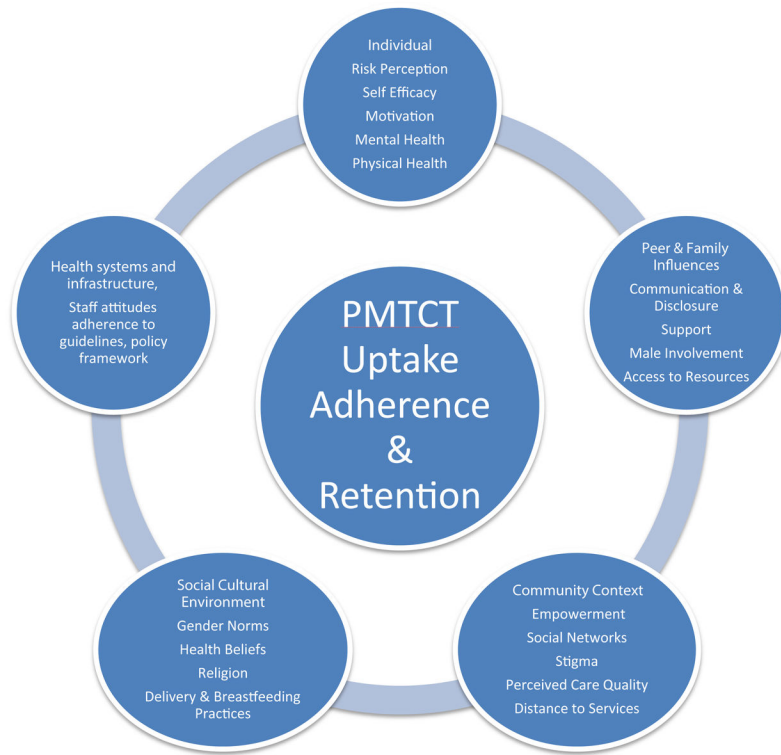 Individual
Risk Perception
Self Efficacy
Motivation
Mental Health
Physical Health
Peer & Family
Influences
Communication &
Disclosure
Support
Male Involvement
Access to Resources
Community Context
Empowerment
Social Networks
Stigma
Perceived Care Quality
Distance to Services
Social Cultural
Environment
Gender Norms
Health Beliefs
Religion
Delivery & Breastfeeding
Practices
Health systems and
infrastructure,
Staff attitudes
adherence to
guidelines, policy
framework
PMTCT
Uptake
Adherence
&
Retention